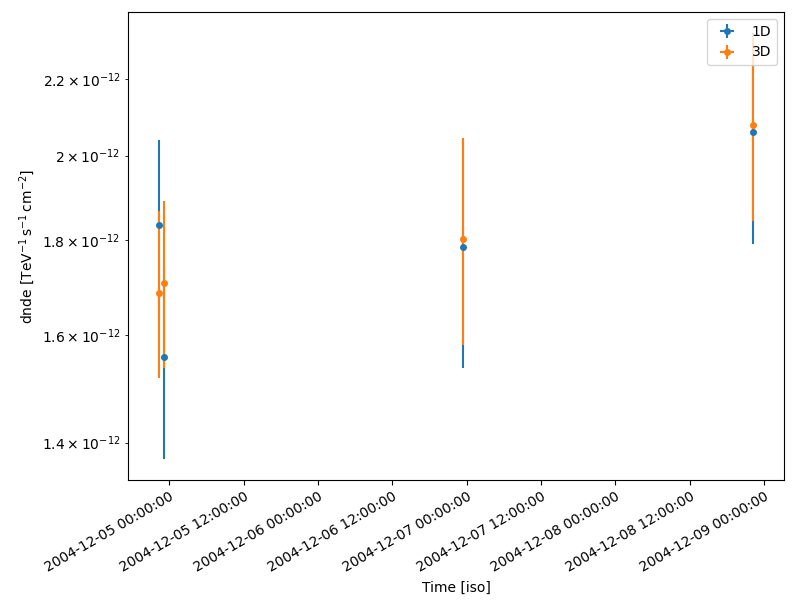 1D
3D
2.2 × 10⁻¹²
2 × 10⁻¹²
1.8 × 10⁻¹²
1.6 × 10⁻¹²
1.4 × 10⁻¹²
dnde [TeV⁻¹ s⁻¹ cm⁻²]
2004-12-05 00:00:00
2004-12-05 12:00:00
2004-12-06 00:00:00
2004-12-06 12:00:00
2004-12-07 00:00:00
2004-12-07 12:00:00
2004-12-08 00:00:00
2004-12-08 12:00:00
2004-12-09 00:00:00
Time [iso]